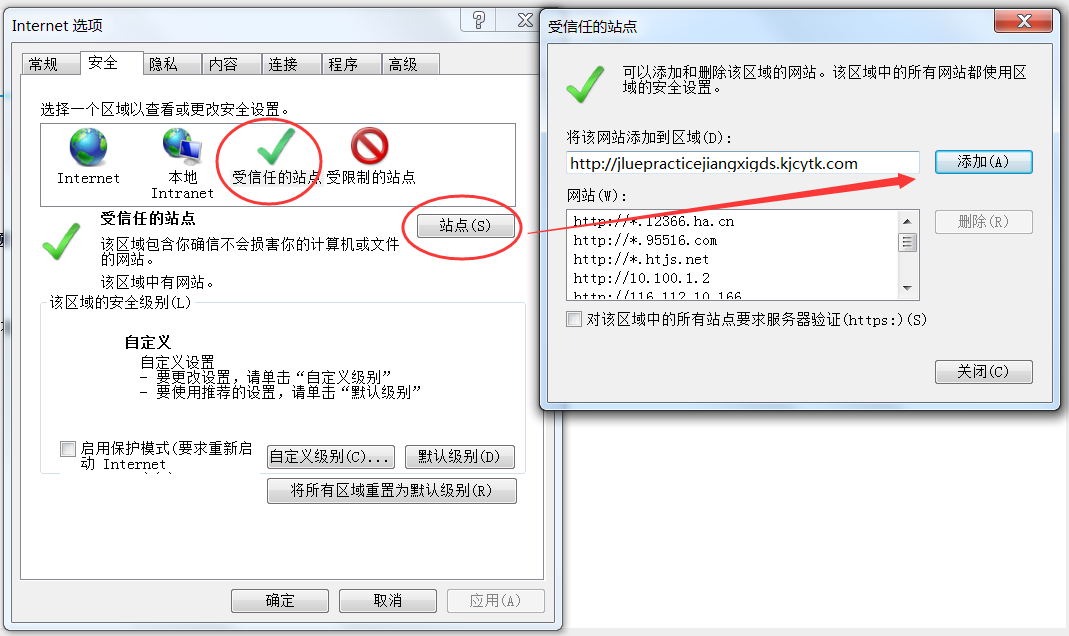 Internet 选项
常规
安全
隐私
内容
连接
程序
高级
选择一个区域以查看或更改安全设置。
Internet
本地
Intranet
受信任的站点
受限制的站点
受信任的站点
站点(S)
该区域包含你确信不会损害你的计算机或文件
的网站。
该区域中有网站。
该区域的安全级别(L)
自定义
自定义设置
- 要更改设置，请单击“自定义级别”
- 要使用推荐的设置，请单击“默认级别”
启用保护模式(要求重新启
动 Internet
自定义级别(C)...
默认级别(D)
将所有区域重置为默认级别(R)
确定
取消
应用(A)
受信任的站点
可以添加和删除该区域的网站。该区域中的所有网站都使用区
域的安全设置。
将该网站添加到区域(D):
http://jluepracticejiangxigds.kjcytk.com
添加(A)
网站(W):
http://*.12366.ha.cn
http://*.95516.com
http://*.htjs.net
http://10.100.1.2
http://116.112.10.166
删除(R)
对该区域中的所有站点要求服务器验证(https:)(S)
关闭(C)